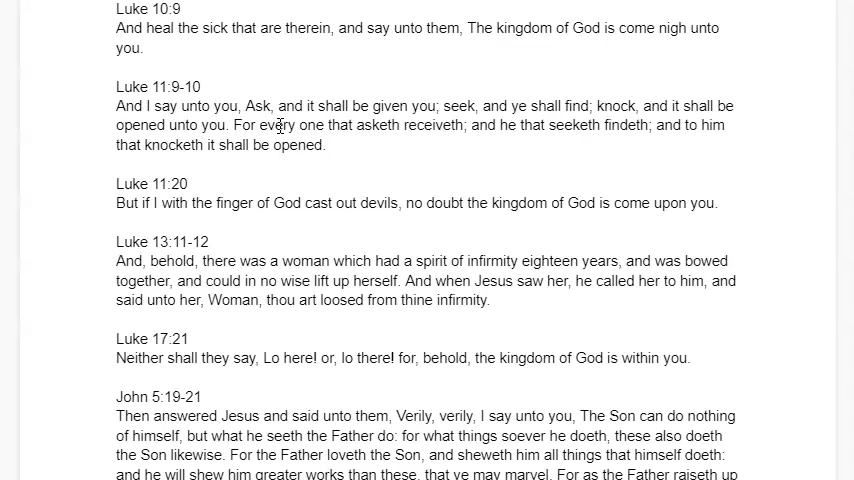 Luke 10:9
And heal the sick that are therein, and say unto them, The kingdom of God is come nigh unto
you.
Luke 11:9-10
And I say unto you, Ask, and it shall be given you; seek, and ye shall find; knock, and it shall be
opened unto you. For every one that asketh receiveth; and he that seeketh findeth; and to him
that knocketh it shall be opened.
Luke 11:20
But if I with the finger of God cast out devils, no doubt the kingdom of God is come upon you.
Luke 13:11-12
And, behold, there was a woman which had a spirit of infirmity eighteen years, and was bowed
together, and could in no wise lift up herself. And when Jesus saw her, he called her to him, and
said unto her, Woman, thou art loosed from thine infirmity.
Luke 17:21
Neither shall they say, Lo here! or, lo there! for, behold, the kingdom of God is within you.
John 5:19-21
Then answered Jesus and said unto them, Verily, verily, I say unto you, The Son can do nothing
of himself, but what he seeth the Father do: for what things soever he doeth, these also doeth
the Son likewise. For the Father loveth the Son, and sheweth him all things that himself doeth:
and he will shew him greater works than these, that ye may marvel. For as the Father raiseth up